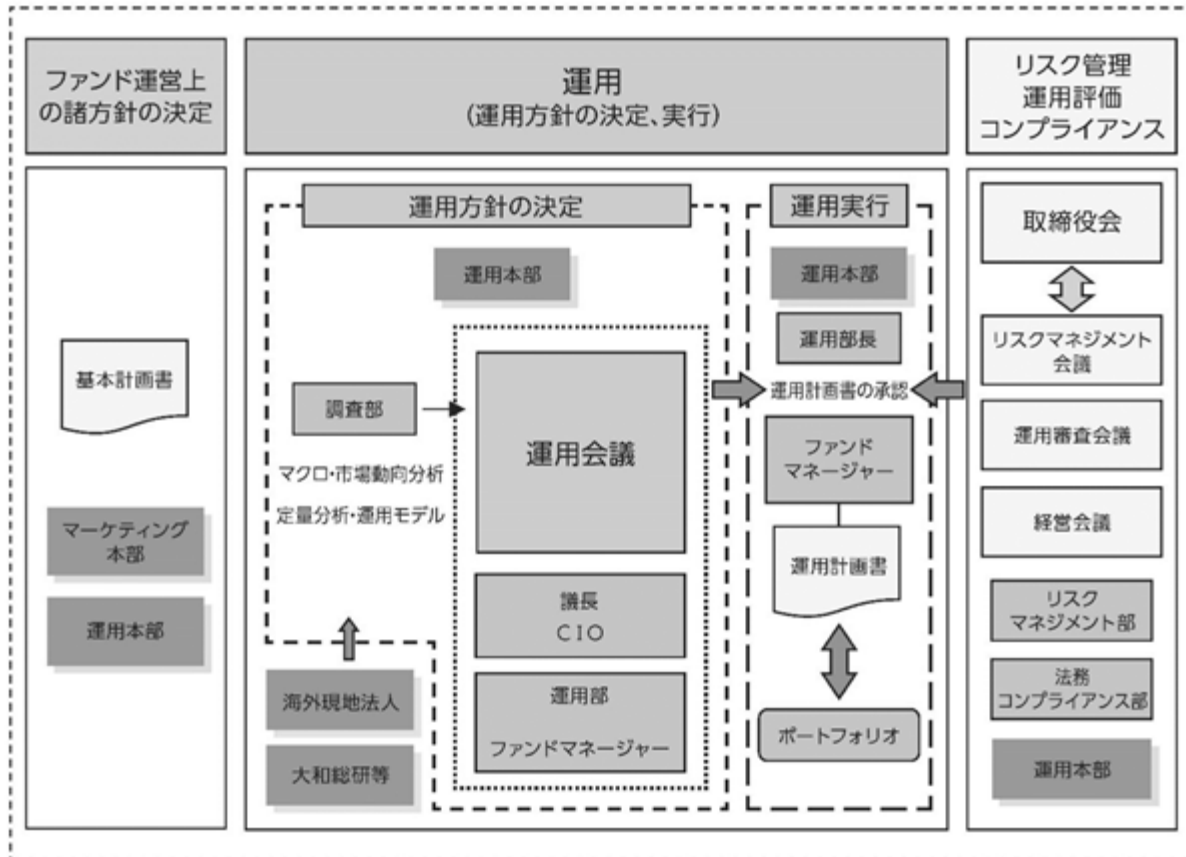 ファンド運営上
の諸方針の決定
運用
(運用方針の決定、実行)
リスク管理
運用評価
コンプライアンス
基本計画書
マーケティング
本部
運用本部
運用方針の決定
運用本部
調査部
マクロ・市場動向分析
定量分析・運用モデル
海外現地法人
大和総研等
運用会議
議長
CIO
運用部
ファンドマネージャー
運用実行
運用本部
運用部長
運用計画書の承認
ファンド
マネージャー
運用計画書
ポートフォリオ
取締役会
リスクマネジメント
会議
運用審査会議
経営会議
リスク
マネジメント部
法務
コンプライアンス部
運用本部